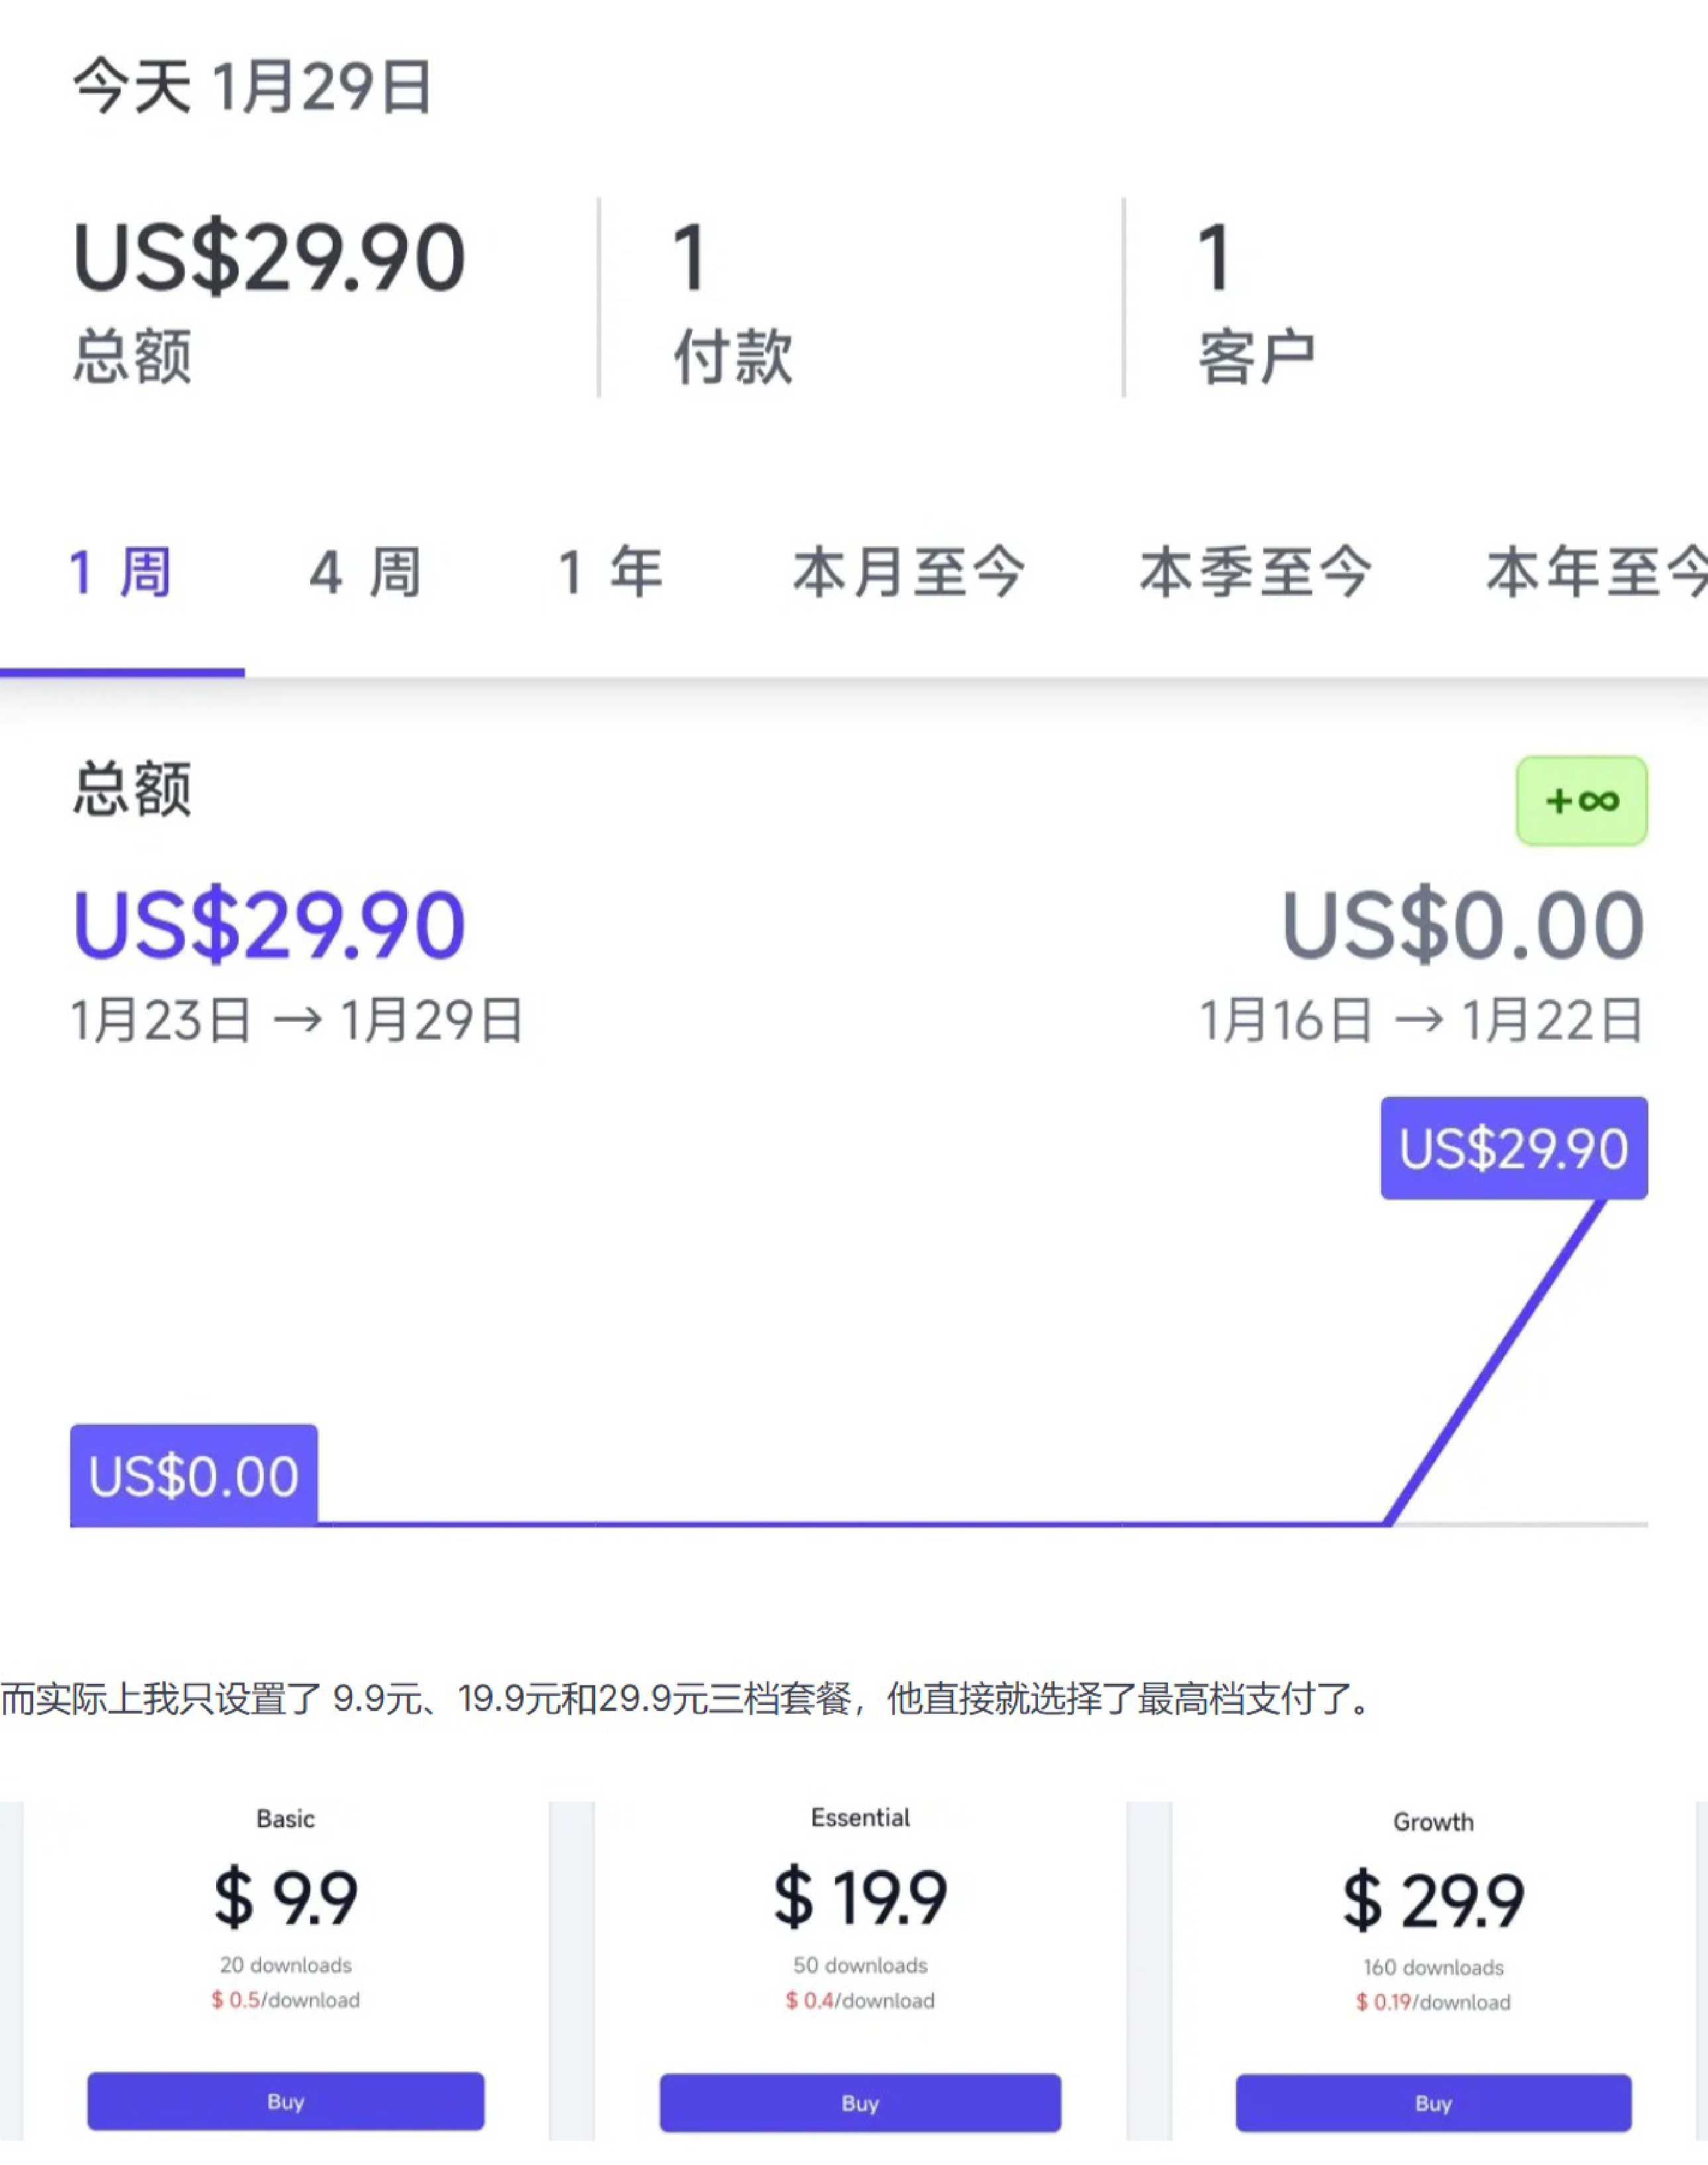 今天 1月29日
US$29.90 1 1
总额 付款 客户
1 周 4 周 1 年 本月至今 本季至今 本年至今
总额 +∞
US$29.90 US$0.00
1月23日 → 1月29日 1月16日 → 1月22日
US$29.90
US$0.00
而实际上我只设置了 9.9元、19.9元和29.9元三档套餐，他直接就选择了最高档支付了。
Basic Essential Growth
$ 9.9 $ 19.9 $ 29.9
20 downloads 50 downloads 160 downloads
$ 0.5/download $ 0.4/download $ 0.19/download
Buy Buy Buy